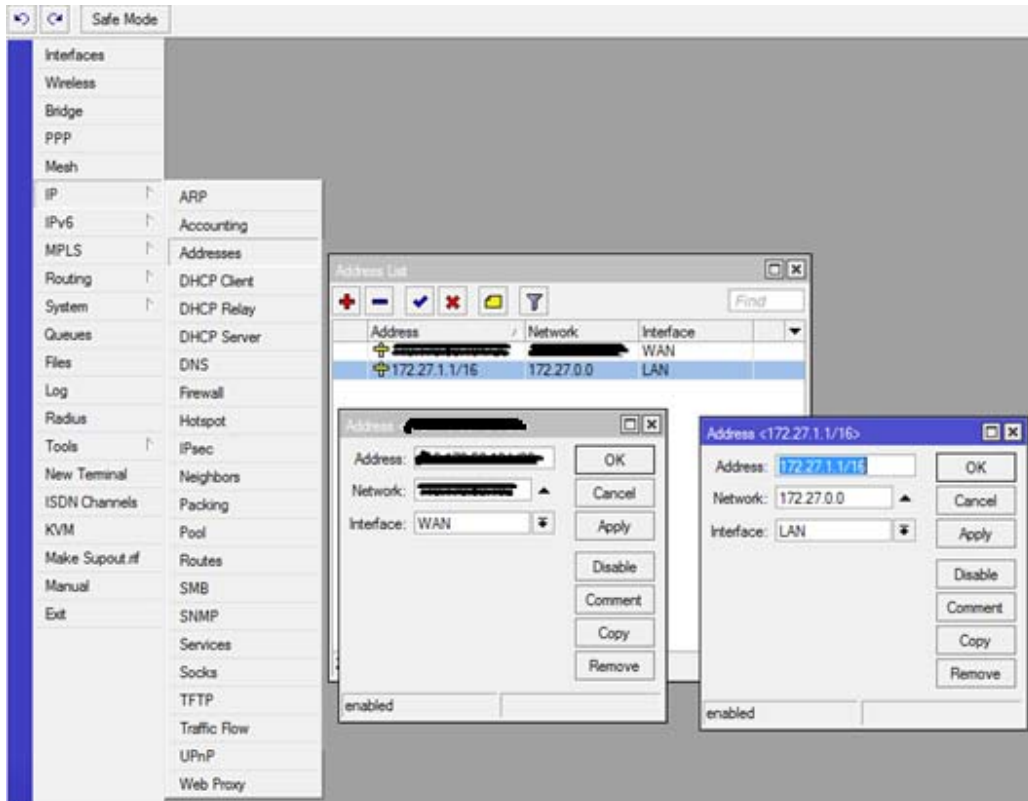 Safe Mode
Interfaces
Wireless
Bridge
PPP
Mesh
IP
IPv6
MPLS
Routing
System
Queues
Files
Log
Radius
Tools
New Terminal
ISDN Channels
KVM
Make Supout.rif
Manual
Exit
ARP
Accounting
Addresses
DHCP Client
DHCP Relay
DHCP Server
DNS
Firewall
Hotspot
IPsec
Neighbors
Packing
Pool
Routes
SMB
SNMP
Services
Socks
TFTP
Traffic Flow
UPnP
Web Proxy
Address List
Find
Address Network Interface
WAN
172.27.1.1/16 172.27.0.0 LAN
Address <
Address: OK
Network: Cancel
Interface: WAN Apply
Disable
Comment
Copy
Remove
enabled
Address <172.27.1.1/16>
Address: 172.27.1.1/16 OK
Network: 172.27.0.0 Cancel
Interface: LAN Apply
Disable
Comment
Copy
Remove
enabled